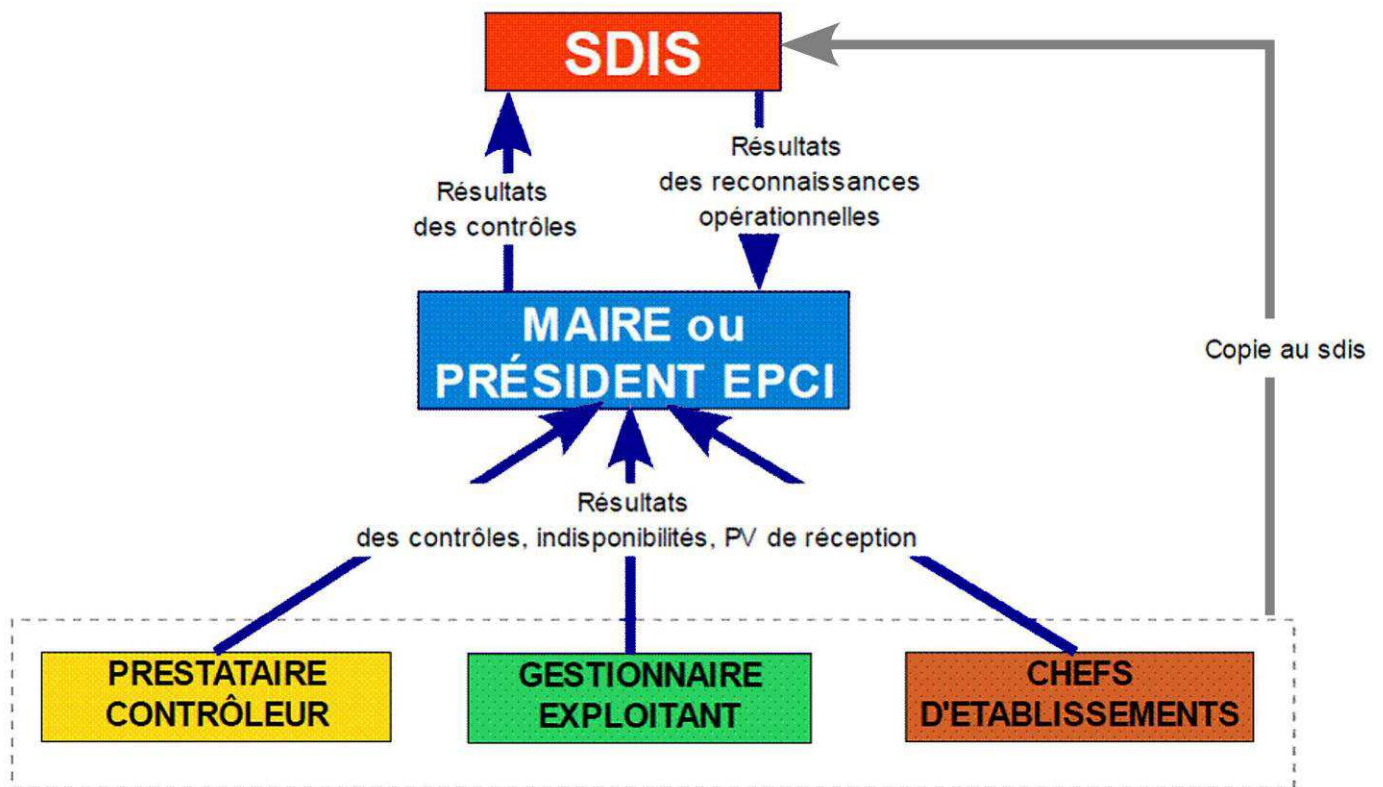 SDIS
Résultats
des contrôles
Résultats
des reconnaissances
opérationnelles
MAIRE ou
PRÉSIDENT EPCI
Copie au sdis
Résultats
des contrôles, indisponibilités, PV de réception
PRESTATAIRE
CONTRÔLEUR
GESTIONNAIRE
EXPLOITANT
CHEFS
D'ETABLISSEMENTS